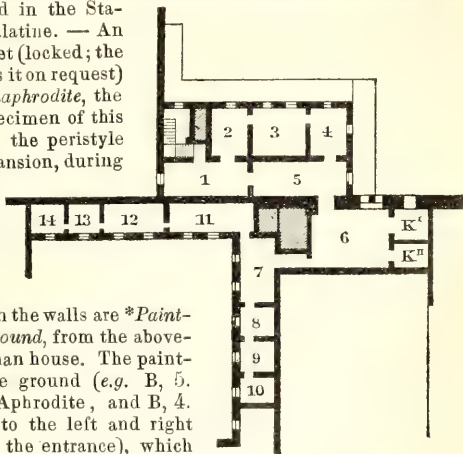 d in the Sta-
latine. — An
et (locked; the
s it on request)
aphrodite, the
ecimen of this
the peristyle
ansion, during
2 3 4
1 5
14 13 12 11
6 K^I
K^II
7
8
9
10
n the walls are *Paint-
ound, from the above-
nan house. The paint-
e ground (e.g. B, 5.
Aphrodite, and B, 4.
to the left and right
the entrance), which